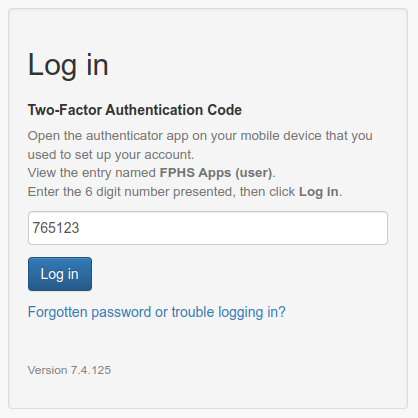 Log in
Two-Factor Authentication Code
Open the authenticator app on your mobile device that you
used to set up your account.
View the entry named FPHS Apps (user).
Enter the 6 digit number presented, then click Log in.
765123
Log in
Forgotten password or trouble logging in?
Version 7.4.125